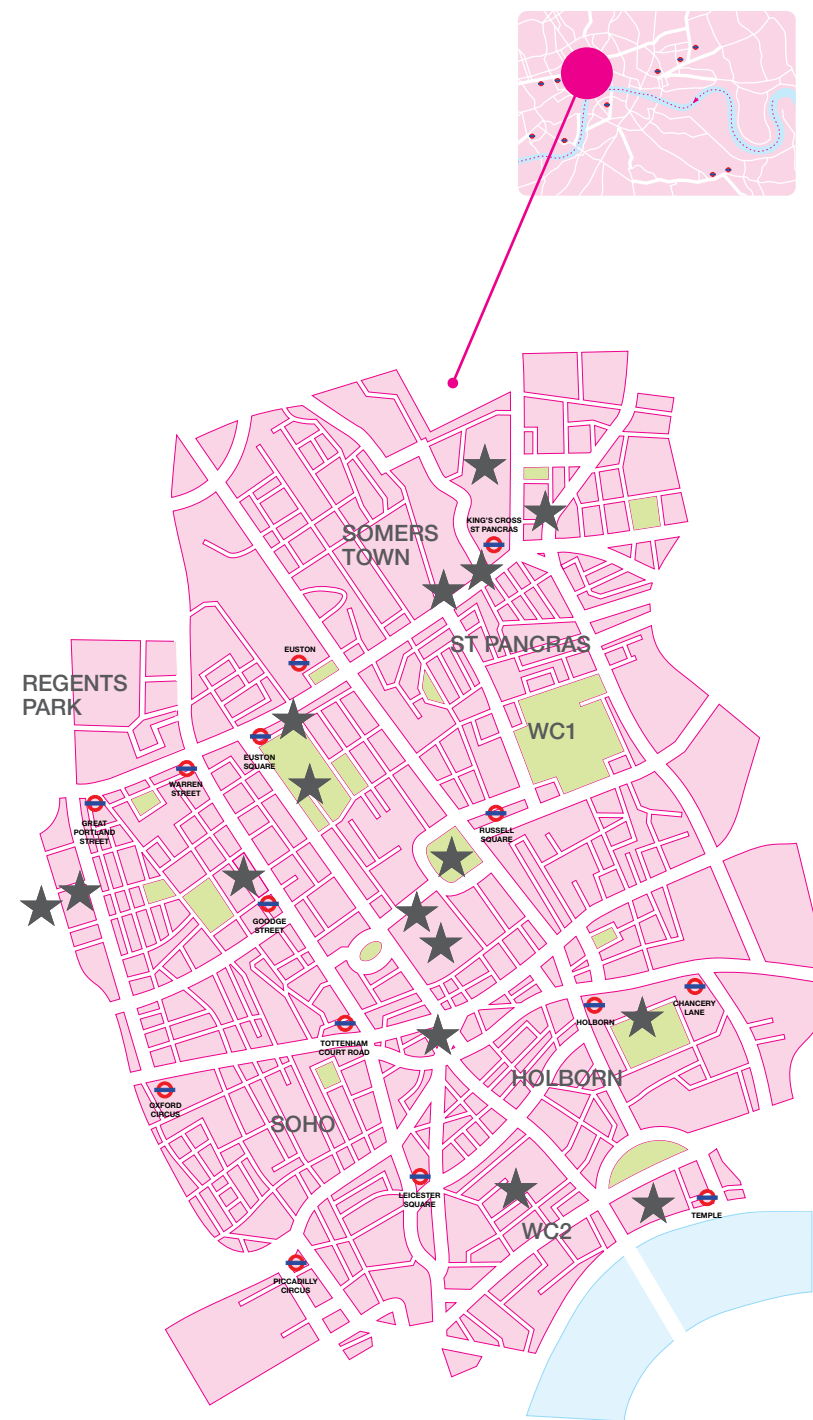 KING'S CROSS
ST PANCRAS
SOMERS
TOWN
ST PANCRAS
EUSTON
REGENTS
PARK
WC1
EUSTON
SQUARE
WARREN
STREET
GREAT
PORTLAND
STREET
RUSSELL
SQUARE
GOODGE
STREET
CHANCERY
LANE
HOLBORN
TOTTENHAM
COURT ROAD
HOLBORN
OXFORD
CIRCUS
SOHO
LEICESTER
SQUARE
TEMPLE
WC2
PICCADILLY
CIRCUS